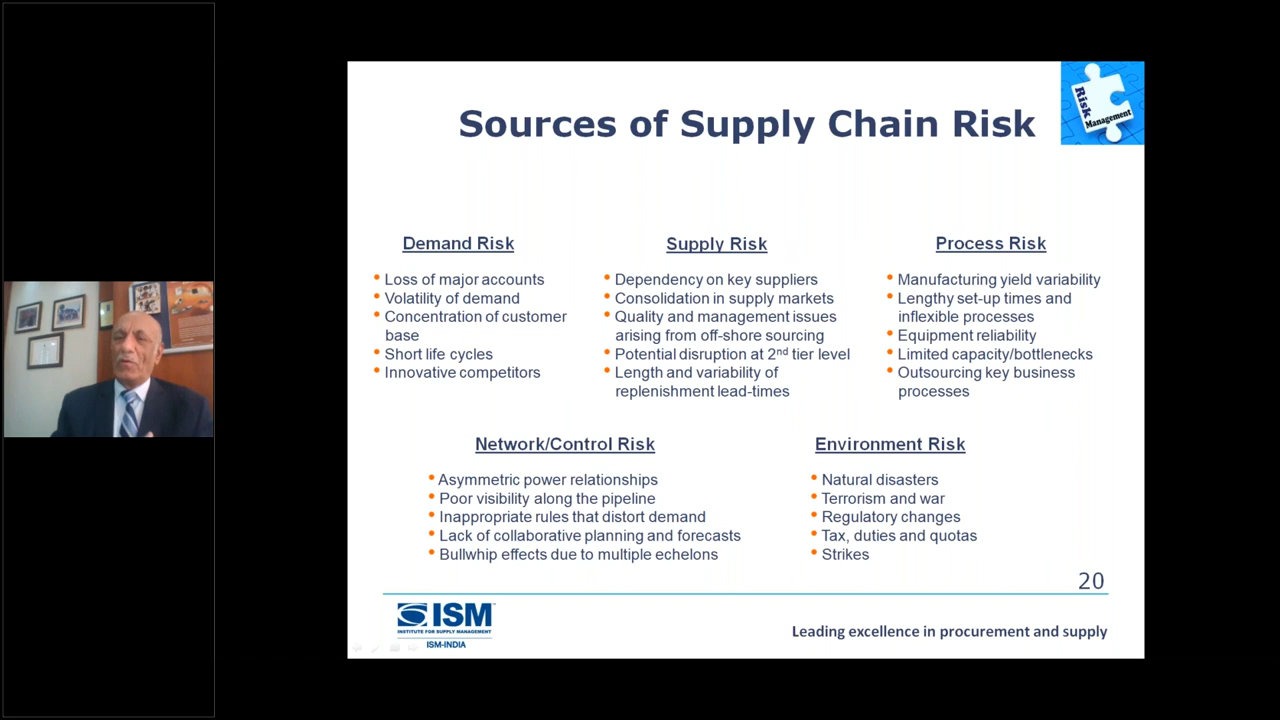 Sources of Supply Chain Risk
Risk
Management
Demand Risk
• Loss of major accounts
• Volatility of demand
• Concentration of customer
base
• Short life cycles
• Innovative competitors
Supply Risk
• Dependency on key suppliers
• Consolidation in supply markets
• Quality and management issues
arising from off-shore sourcing
• Potential disruption at 2nd tier level
• Length and variability of
replenishment lead-times
Process Risk
• Manufacturing yield variability
• Lengthy set-up times and
inflexible processes
• Equipment reliability
• Limited capacity/bottlenecks
• Outsourcing key business
processes
Network/Control Risk
• Asymmetric power relationships
• Poor visibility along the pipeline
• Inappropriate rules that distort demand
• Lack of collaborative planning and forecasts
• Bullwhip effects due to multiple echelons
Environment Risk
• Natural disasters
• Terrorism and war
• Regulatory changes
• Tax, duties and quotas
• Strikes
20
ISM
INSTITUTE FOR SUPPLY MANAGEMENT
ISM-INDIA
Leading excellence in procurement and supply